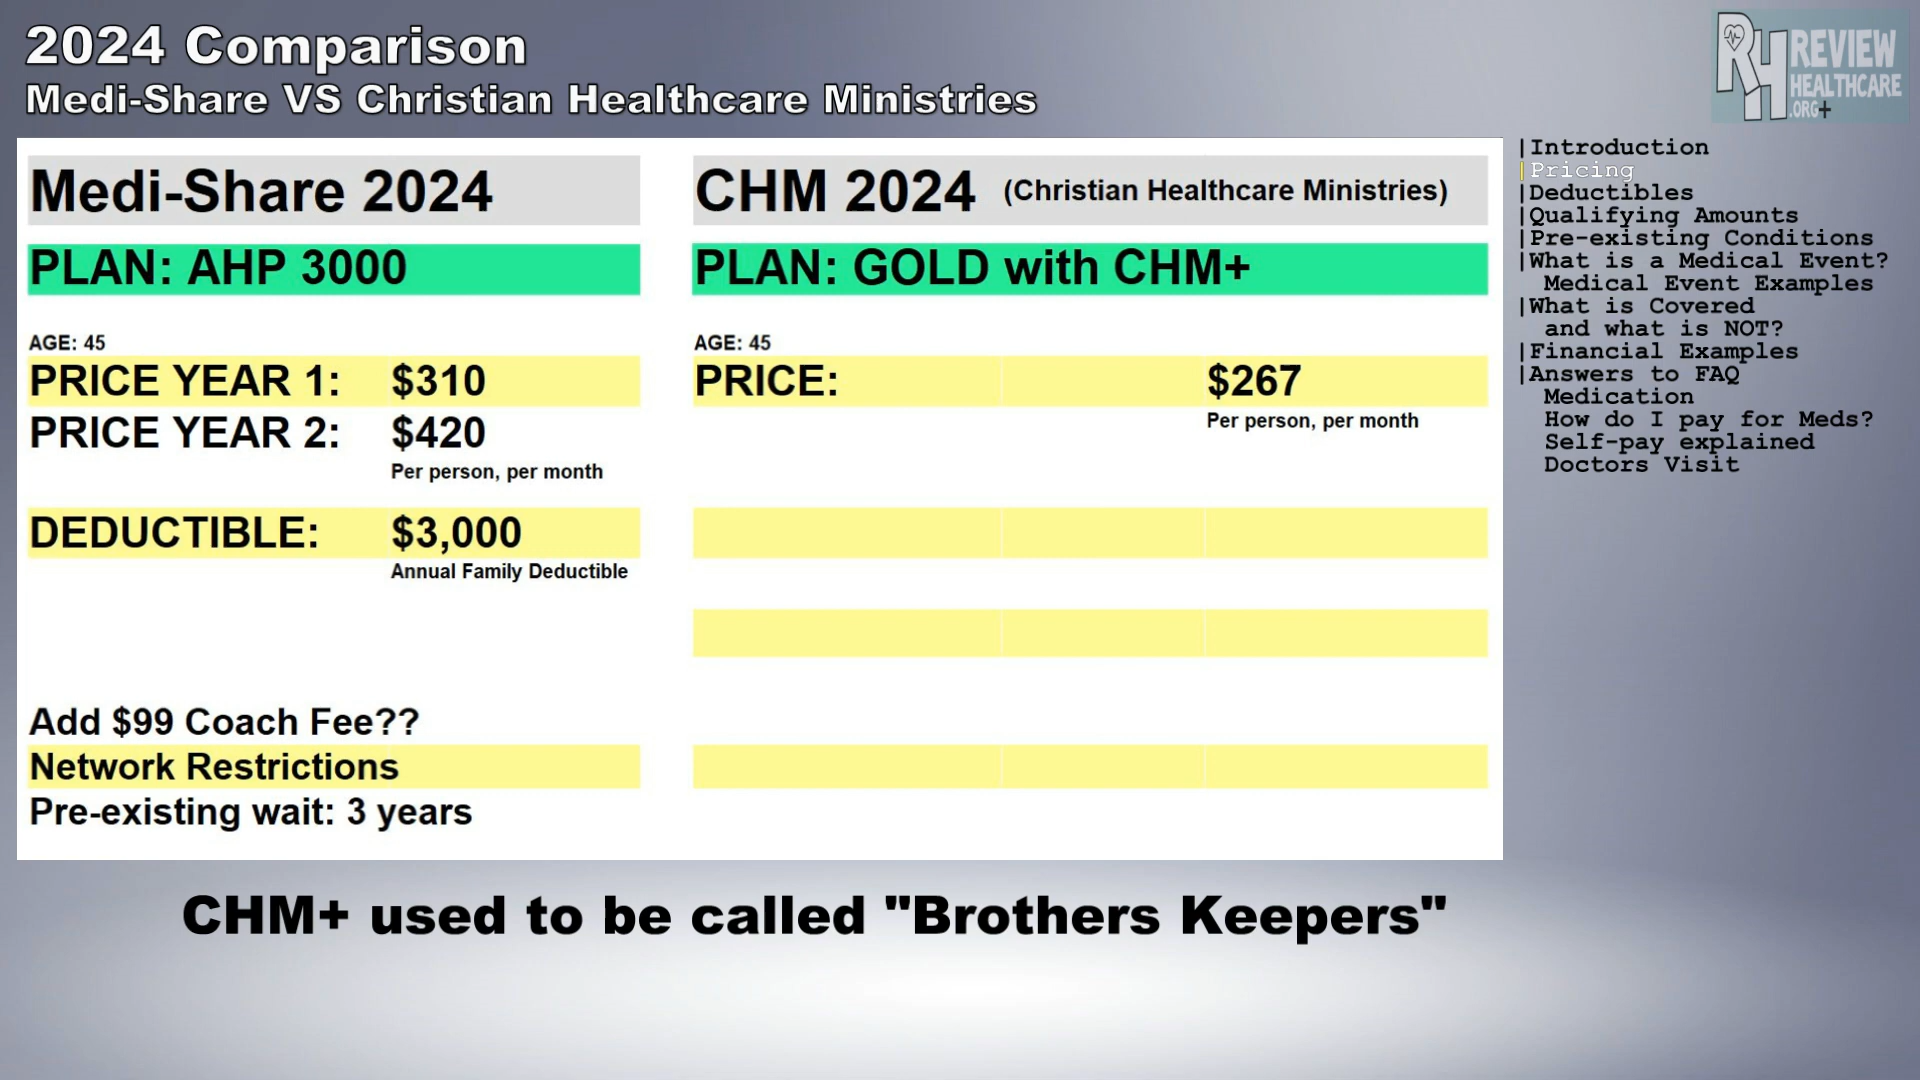 2024 Comparison
Medi-Share VS Christian Healthcare Ministries
RH REVIEW
HEALTHCARE
.ORG+
Medi-Share 2024
PLAN: AHP 3000
AGE: 45
PRICE YEAR 1: $310
PRICE YEAR 2: $420
Per person, per month
DEDUCTIBLE: $3,000
Annual Family Deductible
Add $99 Coach Fee??
Network Restrictions
Pre-existing wait: 3 years
CHM 2024 (Christian Healthcare Ministries)
PLAN: GOLD with CHM+
AGE: 45
PRICE: $267
Per person, per month
|Introduction
|Pricing
|Deductibles
|Qualifying Amounts
|Pre-existing Conditions
|What is a Medical Event?
Medical Event Examples
|What is Covered
and what is NOT?
|Financial Examples
|Answers to FAQ
Medication
How do I pay for Meds?
Self-pay explained
Doctors Visit
CHM+ used to be called "Brothers Keepers"